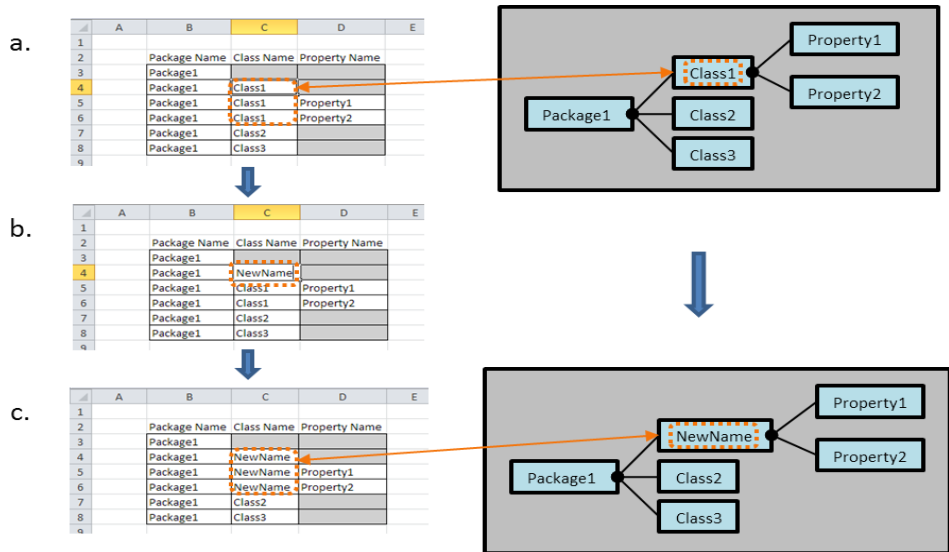 a.
A B C D E
1
2 Package Name Class Name Property Name
3 Package1
4 Package1 Class1
5 Package1 Class1 Property1
6 Package1 Class1 Property2
7 Package1 Class2
8 Package1 Class3
9
Property1
Class1
Property2
Package1
Class2
Class3
b.
A B C D E
1
2 Package Name Class Name Property Name
3 Package1
4 Package1 NewName
5 Package1 Class1 Property1
6 Package1 Class1 Property2
7 Package1 Class2
8 Package1 Class3
9
c.
A B C D E
1
2 Package Name Class Name Property Name
3 Package1
4 Package1 NewName
5 Package1 NewName Property1
6 Package1 NewName Property2
7 Package1 Class2
8 Package1 Class3
9
Property1
NewName
Property2
Package1
Class2
Class3